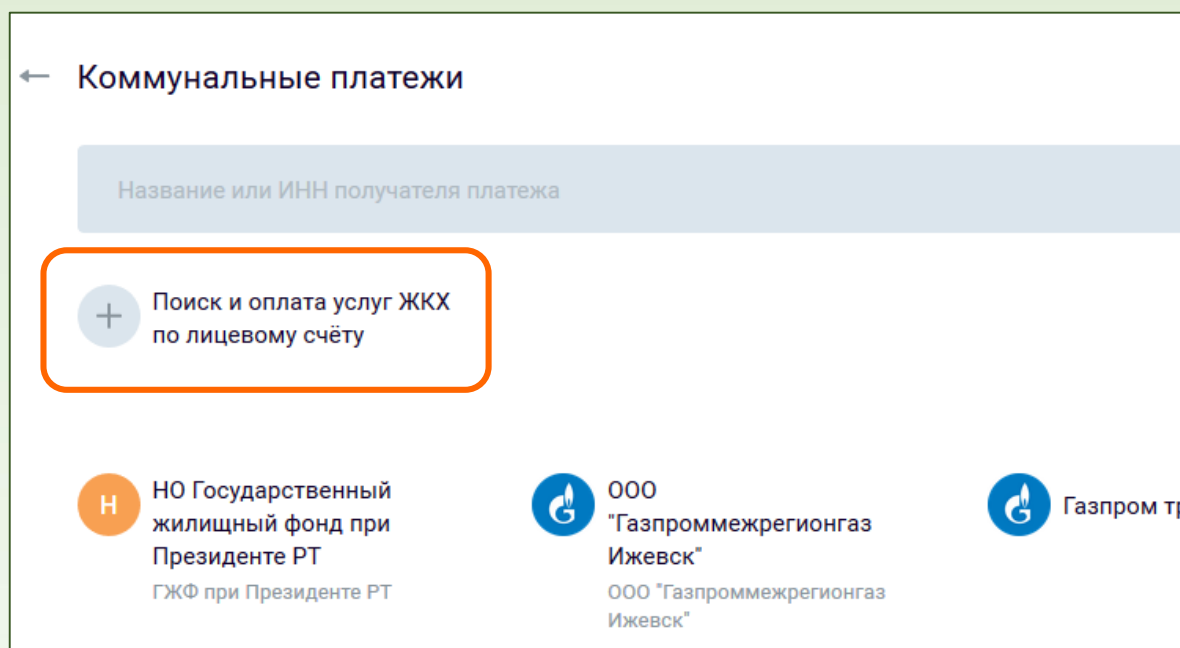 Коммунальные платежи
Название или ИНН получателя платежа
Поиск и оплата услуг ЖКХ
по лицевому счёту
Н
НО Государственный
жилищный фонд при
Президенте РТ
ГЖФ при Президенте РТ
ООО
"Газпроммежрегионгаз
Ижевск"
ООО "Газпроммежрегионгаз
Ижевск"
Газпром